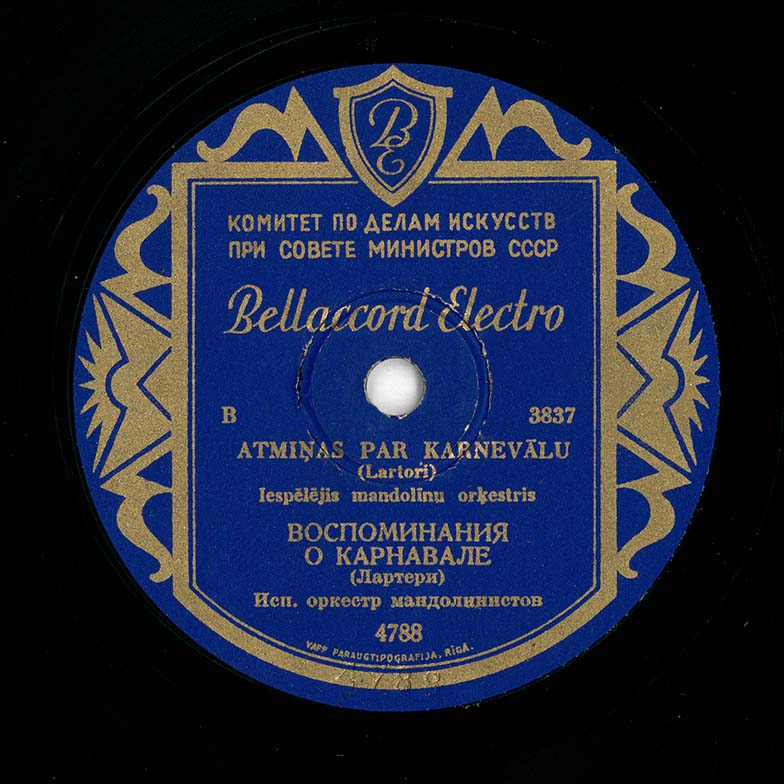 BE
КОМИТЕТ ПО ДЕЛАМ ИСКУССТВ
ПРИ СОВЕТЕ МИНИСТРОВ СССР
Bellaccord Electro
B 3837
ATMIŅAS PAR KARNEVĀLU
(Lartori)
Iespēlējis mandolīnu orķestris
ВОСПОМИНАНИЯ
О КАРНАВАЛЕ
(Лартери)
Исп. оркестр мандолинистов
4788
VAPP PARAUGTIPOGRAFIJA, RĪGĀ.